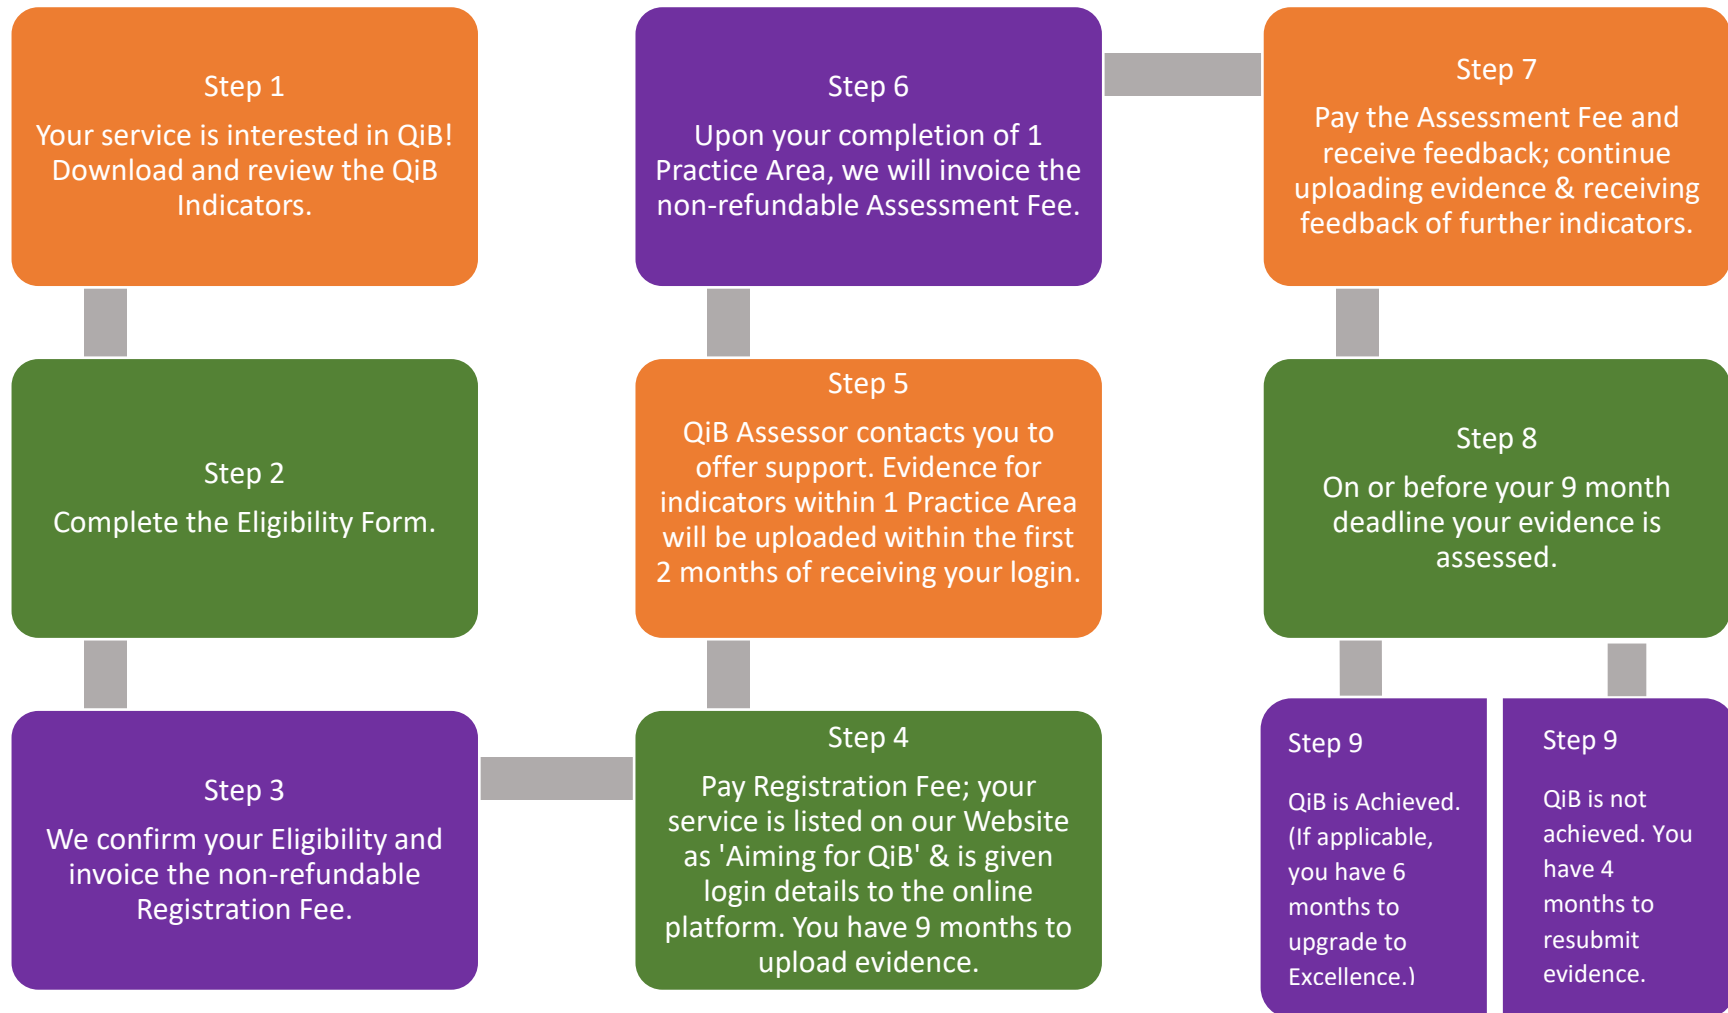 Step 1
Your service is interested in QiB!
Download and review the QiB
Indicators.
Step 2
Complete the Eligibility Form.
Step 3
We confirm your Eligibility and
invoice the non-refundable
Registration Fee.
Step 4
Pay Registration Fee; your
service is listed on our Website
as 'Aiming for QiB' & is given
login details to the online
platform. You have 9 months to
upload evidence.
Step 5
QiB Assessor contacts you to
offer support. Evidence for
indicators within 1 Practice Area
will be uploaded within the first
2 months of receiving your login.
Step 6
Upon your completion of 1
Practice Area, we will invoice the
non-refundable Assessment Fee.
Step 7
Pay the Assessment Fee and
receive feedback; continue
uploading evidence & receiving
feedback of further indicators.
Step 8
On or before your 9 month
deadline your evidence is
assessed.
Step 9
QiB is Achieved.
(If applicable,
you have 6
months to
upgrade to
Excellence.)
Step 9
QiB is not
achieved. You
have 4
months to
resubmit
evidence.